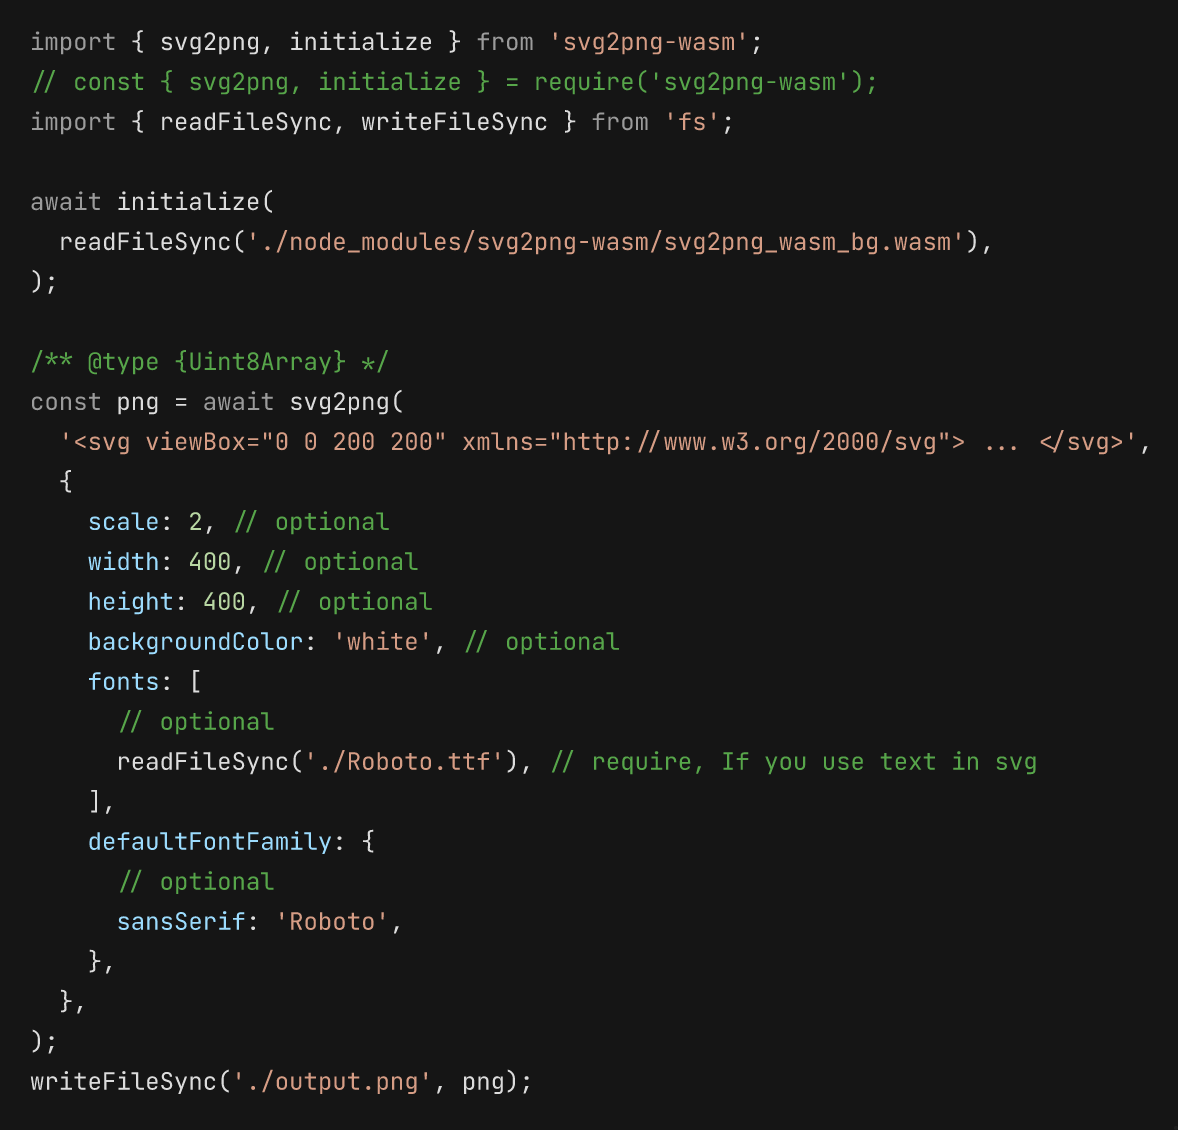 import { svg2png, initialize } from 'svg2png-wasm';
// const { svg2png, initialize } = require('svg2png-wasm');
import { readFileSync, writeFileSync } from 'fs';

await initialize(
  readFileSync('./node_modules/svg2png-wasm/svg2png_wasm_bg.wasm'),
);

/** @type {Uint8Array} */
const png = await svg2png(
  '<svg viewBox="0 0 200 200" xmlns="http://www.w3.org/2000/svg"> ... </svg>',
  {
    scale: 2, // optional
    width: 400, // optional
    height: 400, // optional
    backgroundColor: 'white', // optional
    fonts: [
      // optional
      readFileSync('./Roboto.ttf'), // require, If you use text in svg
    ],
    defaultFontFamily: {
      // optional
      sansSerif: 'Roboto',
    },
  },
);
writeFileSync('./output.png', png);